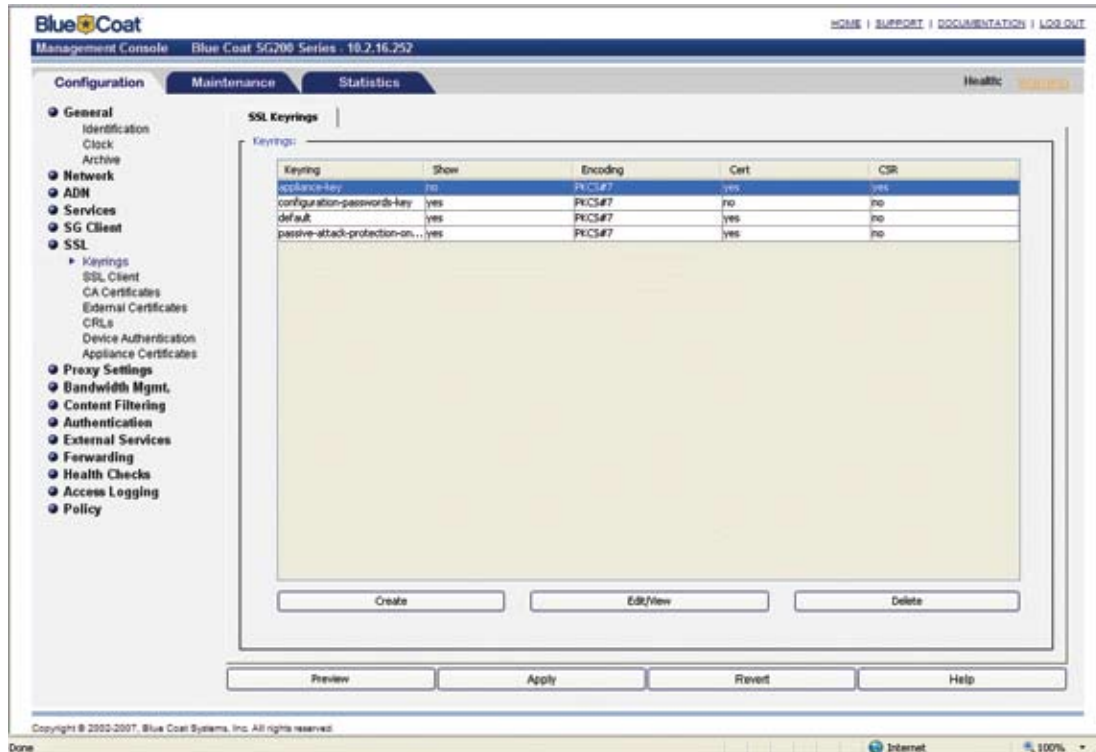 Blue Coat
HOME | SUPPORT | DOCUMENTATION | LOG OUT
Management Console Blue Coat SG200 Series - 10.2.16.252
Configuration Maintenance Statistics Health: Warning
General
Identification
Clock
Archive
Network
ADN
Services
SG Client
SSL
Keyrings
SSL Client
CA Certificates
External Certificates
CRLs
Device Authentication
Appliance Certificates
Proxy Settings
Bandwidth Mgmt.
Content Filtering
Authentication
External Services
Forwarding
Health Checks
Access Logging
Policy
SSL Keyrings
Keyrings:
Keyring Show Encoding Cert CSR
appliance-key no PKCS#7 yes yes
configuration-passwords-key yes PKCS#7 no no
default yes PKCS#7 yes no
passive-attack-protection-on... yes PKCS#7 yes no
Create Edit/View Delete
Preview Apply Revert Help
Copyright © 2002-2007, Blue Coat Systems, Inc. All rights reserved.
Done Internet 100%